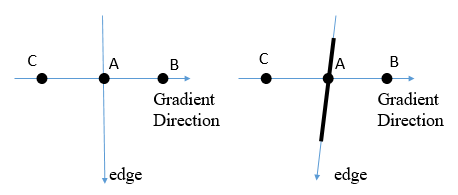 C A B
Gradient
Direction
edge
C A B
Gradient
Direction
edge